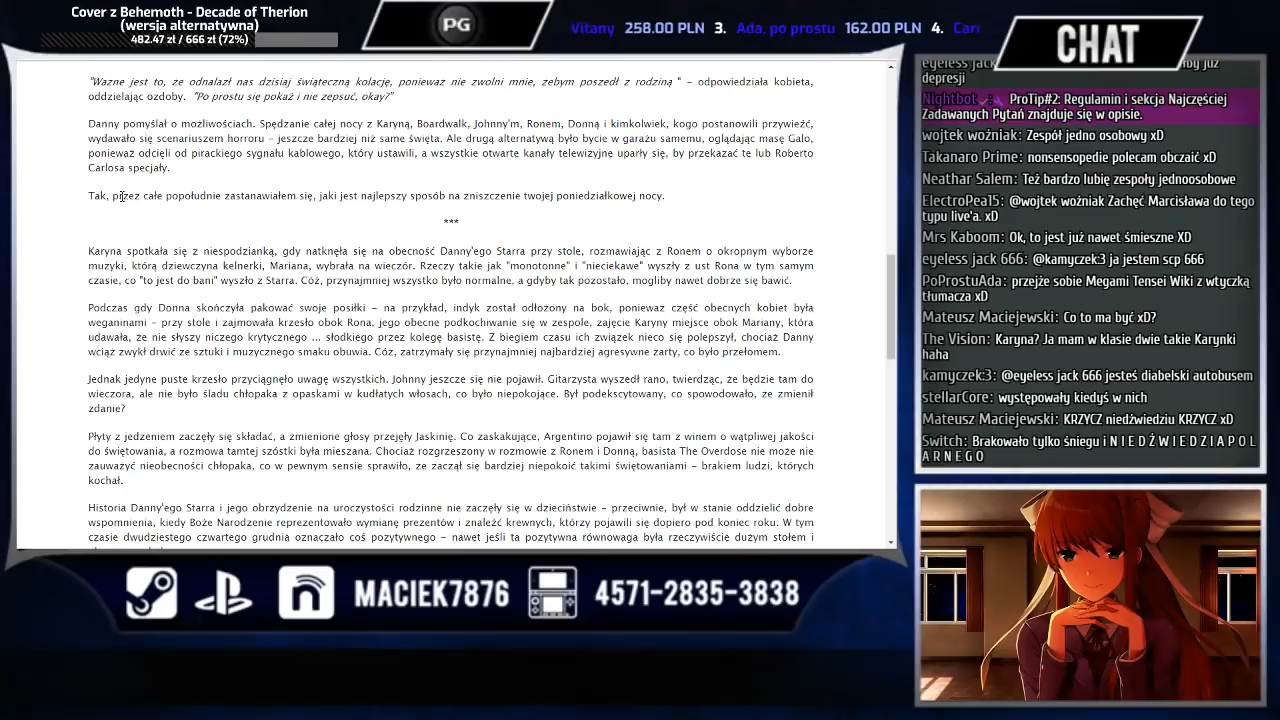 Cover z Behemoth - Decade of Therion
(wersja alternatywna)
482.47 zł / 666 zł (72%)
PG
Vitany 258.00 PLN 3. Ada, po prostu 162.00 PLN 4. Cari
CHAT
"Wazne jest to, ze odnalazł nas dzisiaj świąteczną kolację, poniewaz nie zwolni mnie, zebym poszedł z rodziną " - odpowiedziała kobieta,
oddzielając ozdoby. "Po prostu się pokaż i nie zepsuć, okay?"
Danny pomyślał o możliwościach. Spędzenie całej nocy z Karyną, Boardwalk, Johnny'm, Ronem, Donną i kimkolwiek, kogo postanowili przywieźć,
wydawało się scenariuszem horroru – jeszcze bardziej niż same święta. Ale drugą alternatywą było bycie w garażu samemu, oglądając masę Galo,
ponieważ odcięli od pirackiego sygnału kablowego, który ustawili, a wszystkie otwarte kanały telewizyjne uparły się, by przekazać te lub Roberto
Carlosa specjały.
Tak, przez całe popołudnie zastanawiałem się, jaki jest najlepszy sposób na zniszczenie twojej poniedziałkowej nocy.
***
Karyna spotkała się z niespodzianką, gdy natknęła się na obecność Danny'ego Starra przy stole, rozmawiając z Ronem o okropnym wyborze
muzyki, którą dziewczyna kelnerki, Mariana, wybrała na wieczór. Rzeczy takie jak "monotonne" i "nieciekawe" wyszły z ust Rona w tym samym
czasie, co "to jest do bani" wyszło z Starra. Cóż, przynajmniej wszystko było normalne, a gdyby tak pozostało, mogliby nawet dobrze się bawić.
Podczas gdy Donna skończyła pakować swoje posiłki – na przykład, indyk został odłożony na bok, ponieważ część obecnych kobiet była
weganinami – przy stole i zajmowała krzesło obok Rona, jego obecne podkochiwanie się w zespole, zajęcie Karyny miejsce obok Mariany, która
udawała, że nie słyszy niczego krytycznego ... słodkiego przez kolegę basistę. Z biegiem czasu ich związek nieco się polepszył, chociaż Danny
wciąż zwykł drwić ze sztuki i muzycznego smaku obuwia. Cóż, zatrzymały się przynajmniej najbardziej agresywne żarty, co było przełomem.
Jednak jedyne puste krzesło przyciągnęło uwagę wszystkich. Johnny jeszcze się nie pojawił. Gitarzysta wyszedł rano, twierdząc, że będzie tam do
wieczora, ale nie było śladu chłopaka z opaskami w kudłatych włosach, co było niepokojące. Był podekscytowany, co spowodowało, że zmienił
zdanie?
Płyty z jedzeniem zaczęły się składać, a zmienione głosy przejęły Jaskinię. Co zaskakujące, Argentino pojawił się tam z winem o wątpliwej jakości
do świętowania, a rozmowa tamtej szóstki była mieszana. Chociaż rozgrzeszony w rozmowie z Ronem i Donną, basista The Overdose nie może nie
zauważyć nieobecności chłopaka, co w pewnym sensie sprawiło, że zaczął się bardziej niepokoić takimi świętowaniami – brakiem ludzi, których
kochał.
Historia Danny'ego Starra i jego obrzydzenie na uroczystości rodzinne nie zaczęły się w dzieciństwie – przeciwnie, był w stanie oddzielić dobre
wspomnienia, kiedy Boże Narodzenie reprezentowało wymianę prezentów i znaleźć krewnych, którzy pojawili się dopiero pod koniec roku. W tym
czasie dwudziestego czwartego grudnia oznaczało coś pozytywnego – nawet jeśli ta pozytywna równowaga była rzeczywiście dużym stołem i
depresji
Nightbot : ProTip#2: Regulamin i sekcja Najczęściej
Zadawanych Pytań znajduje się w opisie.
wojtek woźniak: Zespół jedno osobowy xD
Takanaro Prime: nonsensopedie polecam obczaić xD
Neathar Salem: Też bardzo lubię zespoły jednoosobowe
ElectroPea15: @wojtek woźniak Zachęć Marcisława do tego
typu live'a. xD
Mrs Kaboom: Ok, to jest już nawet śmieszne XD
eyeless jack 666: @kamyczek:3 ja jestem scp 666
PoProstuAda: przejże sobie Megami Tensei Wiki z wtyczką
tłumacza xD
Mateusz Maciejewski: Co to ma być xD?
The Vision: Karyna? Ja mam w klasie dwie takie Karynki
haha
kamyczek:3: @eyeless jack 666 jesteś diabelski autobusem
stellarCore: występowały kiedyś w nich
Mateusz Maciejewski: KRZYCZ niedźwiedziu KRZYCZ xD
Switch: Brakowało tylko śniegu i N I E D Ź W I E D Z I A P O L
A R N E G O
MACIEK7876
4571-2835-3838